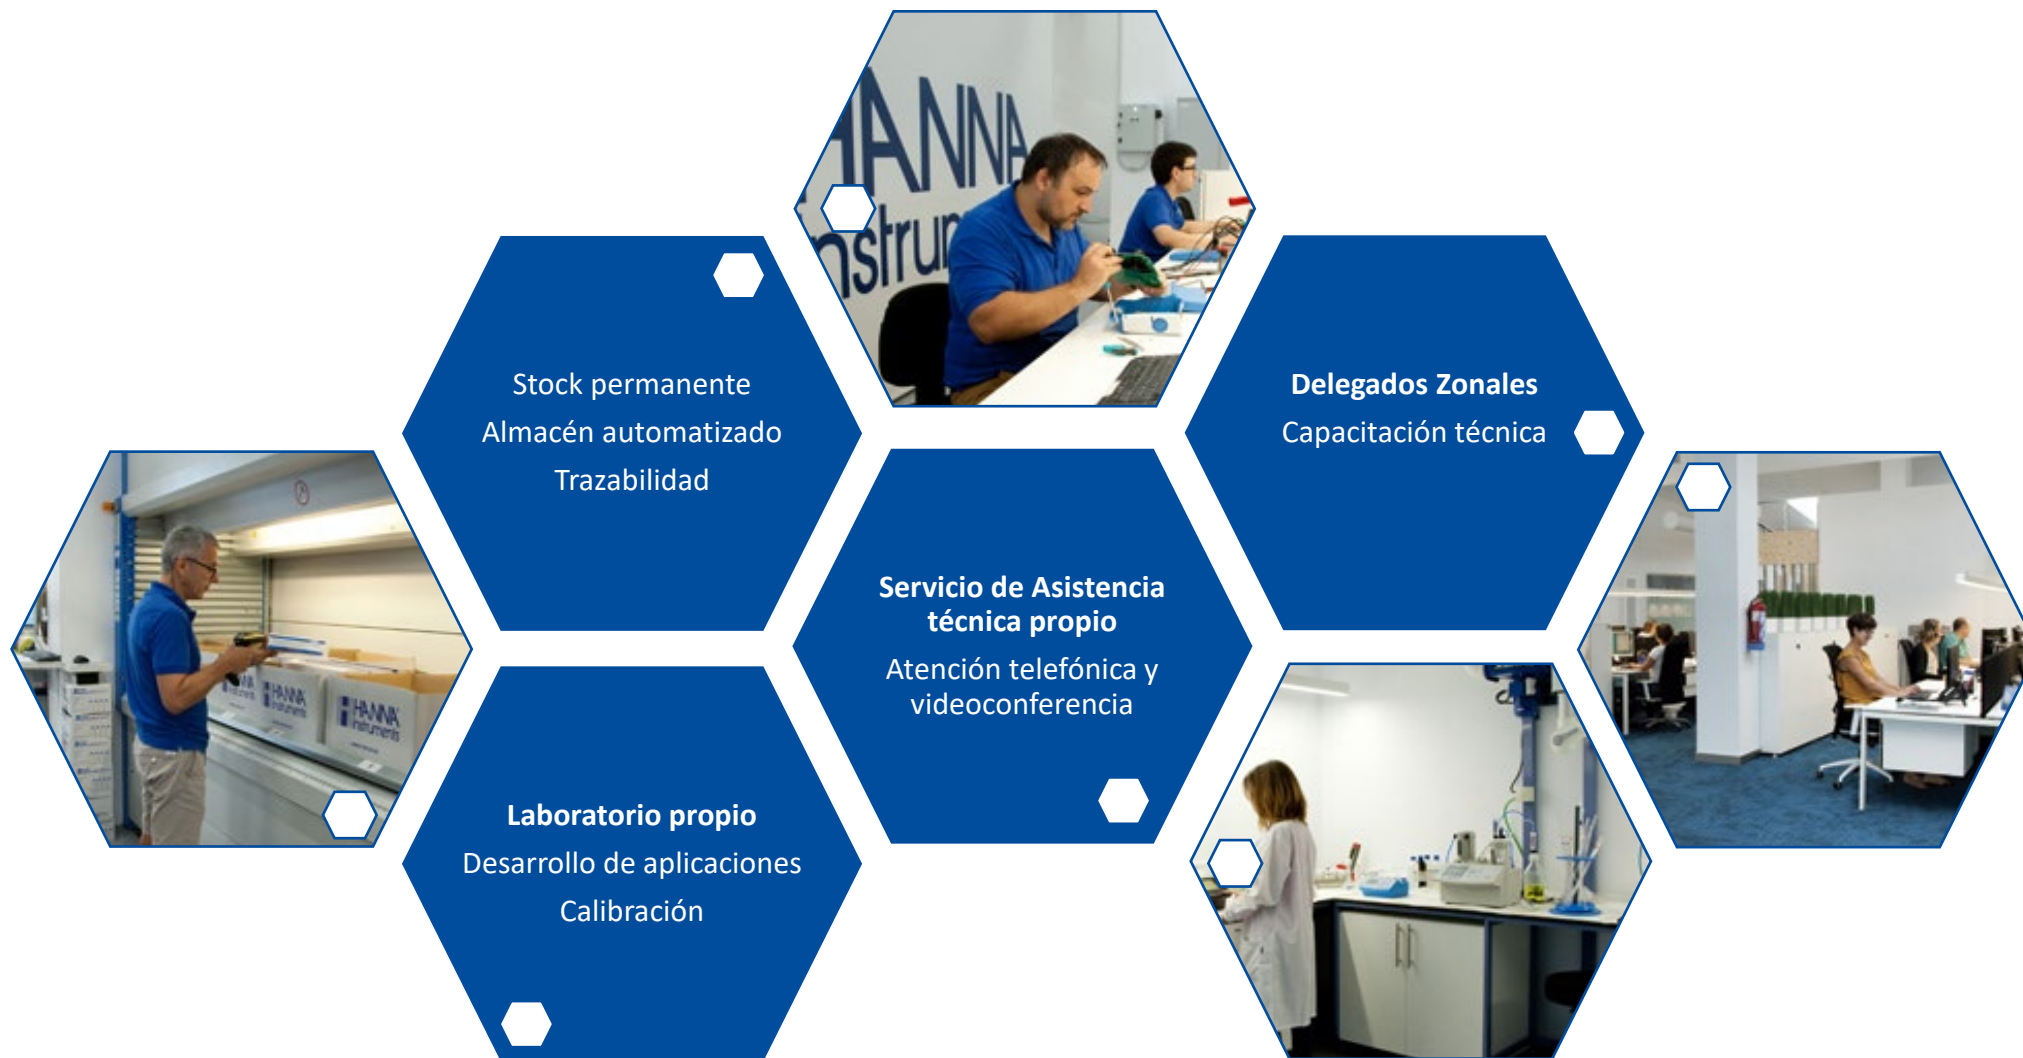 HANNA
instrum
Stock permanente
Almacén automatizado
Trazabilidad
Delegados Zonales
Capacitación técnica
Servicio de Asistencia
técnica propio
Atención telefónica y
videoconferencia
HANNA
instruments
HANNA
instruments
Laboratorio propio
Desarrollo de aplicaciones
Calibración